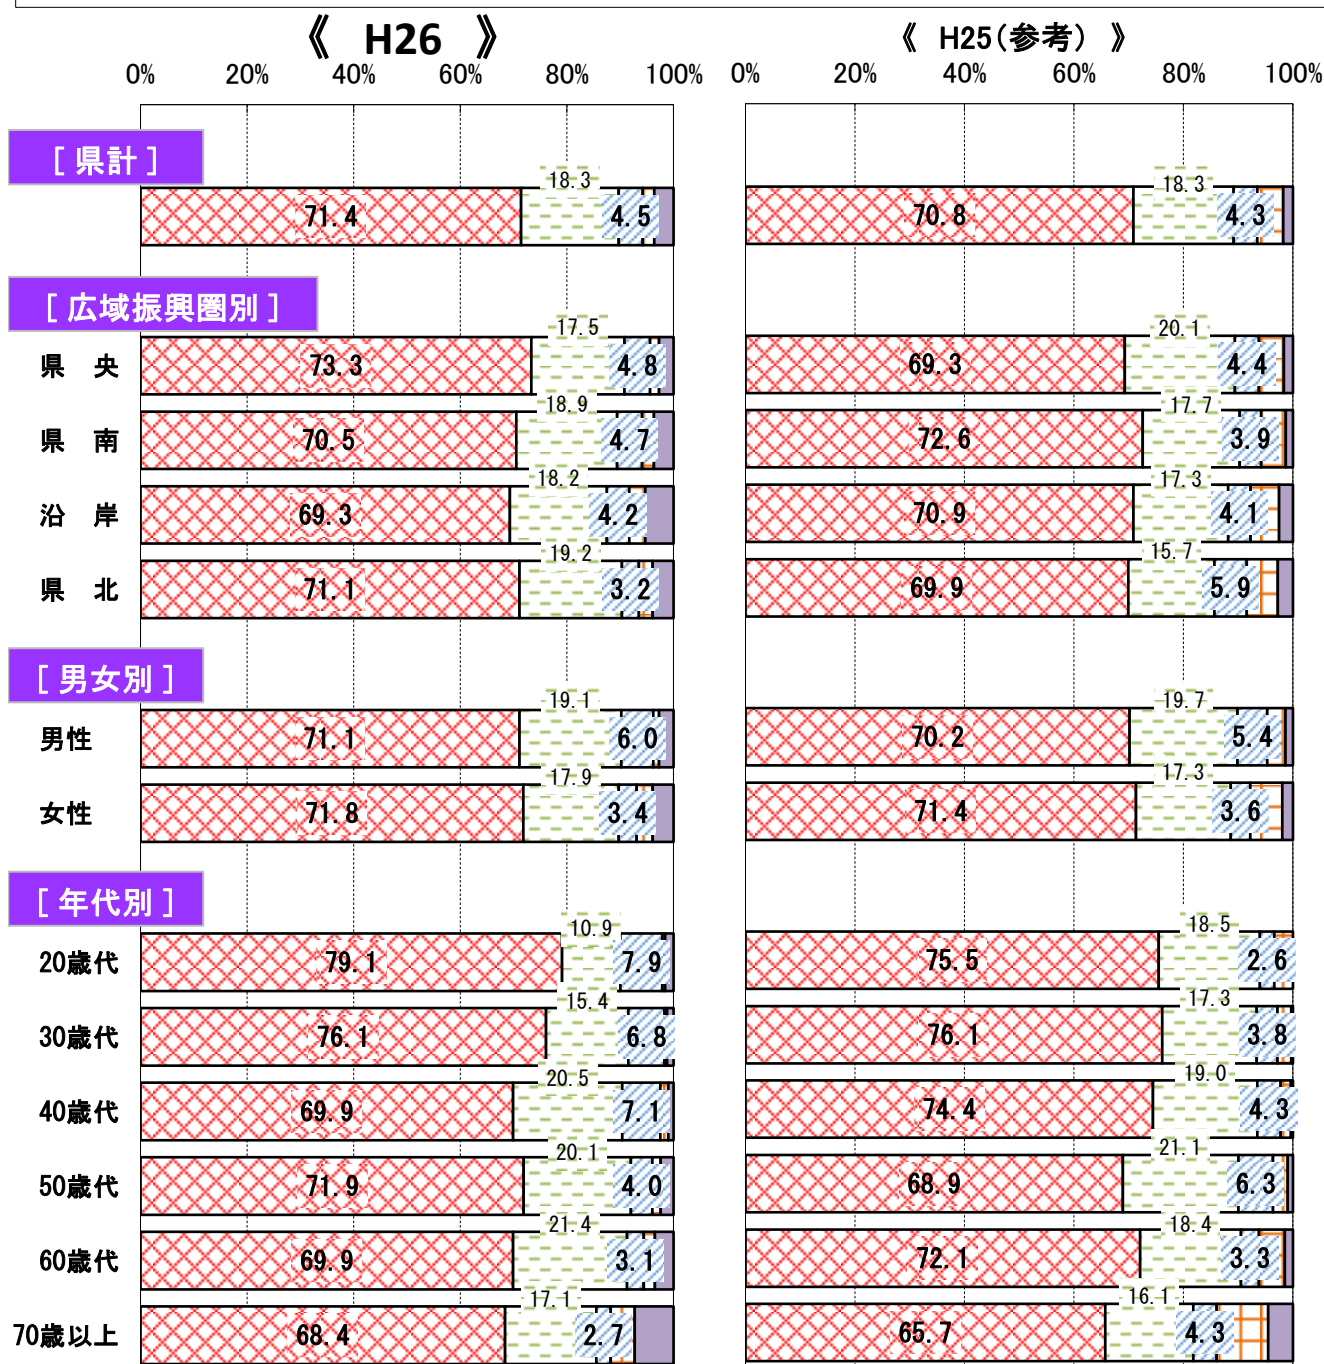 《 H26 》 《 H25(参考) 》
0% 20% 40% 60% 80% 100% 0% 20% 40% 60% 80% 100%
[ 県計 ]
18.3 18.3
71.4 4.5 70.8 4.3
[ 広域振興圏別 ]
17.5 20.1
県 央 73.3 4.8 69.3 4.4
18.9 17.7
県 南 70.5 4.7 72.6 3.9
18.2 17.3
沿 岸 69.3 4.2 70.9 4.1
19.2 15.7
県 北 71.1 3.2 69.9 5.9
[ 男女別 ]
19.1 19.7
男性 71.1 6.0 70.2 5.4
17.9 17.3
女性 71.8 3.4 71.4 3.6
[ 年代別 ]
10.9 18.5
20歳代 79.1 7.9 75.5 2.6
15.4 17.3
30歳代 76.1 6.8 76.1 3.8
20.5 19.0
40歳代 69.9 7.1 74.4 4.3
20.1 21.1
50歳代 71.9 4.0 68.9 6.3
21.4 18.4
60歳代 69.9 3.1 72.1 3.3
17.1 16.1
70歳以上 68.4 2.7 65.7 4.3